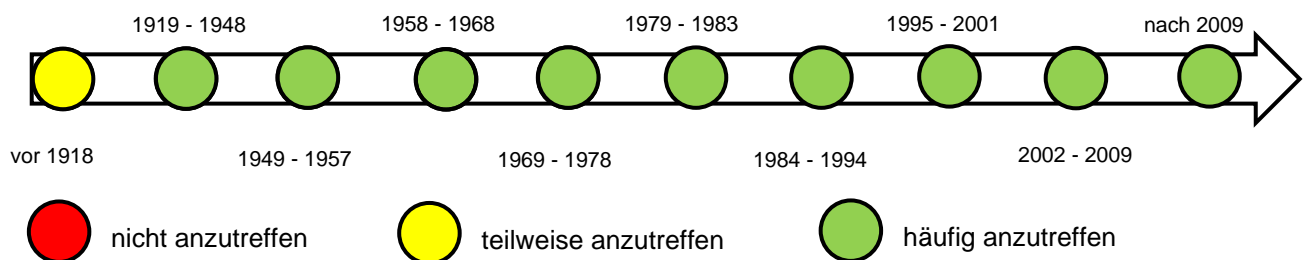 1919 - 1948 1958 - 1968 1979 - 1983 1995 - 2001 nach 2009
vor 1918 1949 - 1957 1969 - 1978 1984 - 1994 2002 - 2009
nicht anzutreffen teilweise anzutreffen häufig anzutreffen